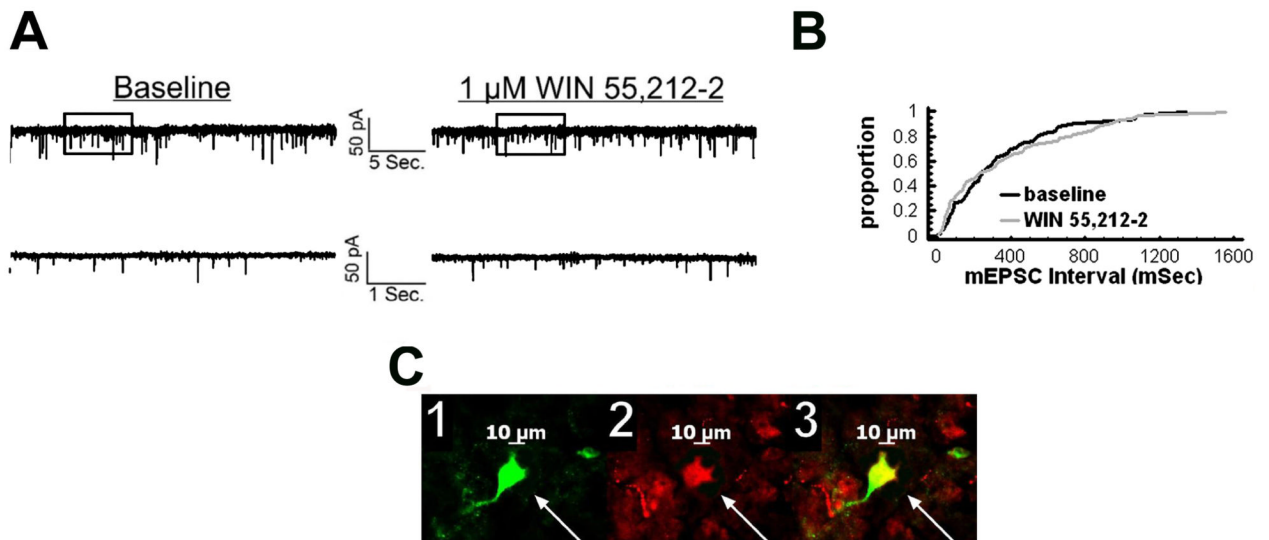 A
Baseline
1 µM WIN 55,212-2
50 pA
5 Sec.
50 pA
1 Sec.
B
proportion
1
0.8
0.6
0.4
0.2
0
baseline
WIN 55,212-2
0 400 800 1200 1600
mEPSC Interval (mSec)
C
1 2 3
10 µm 10 µm 10 µm